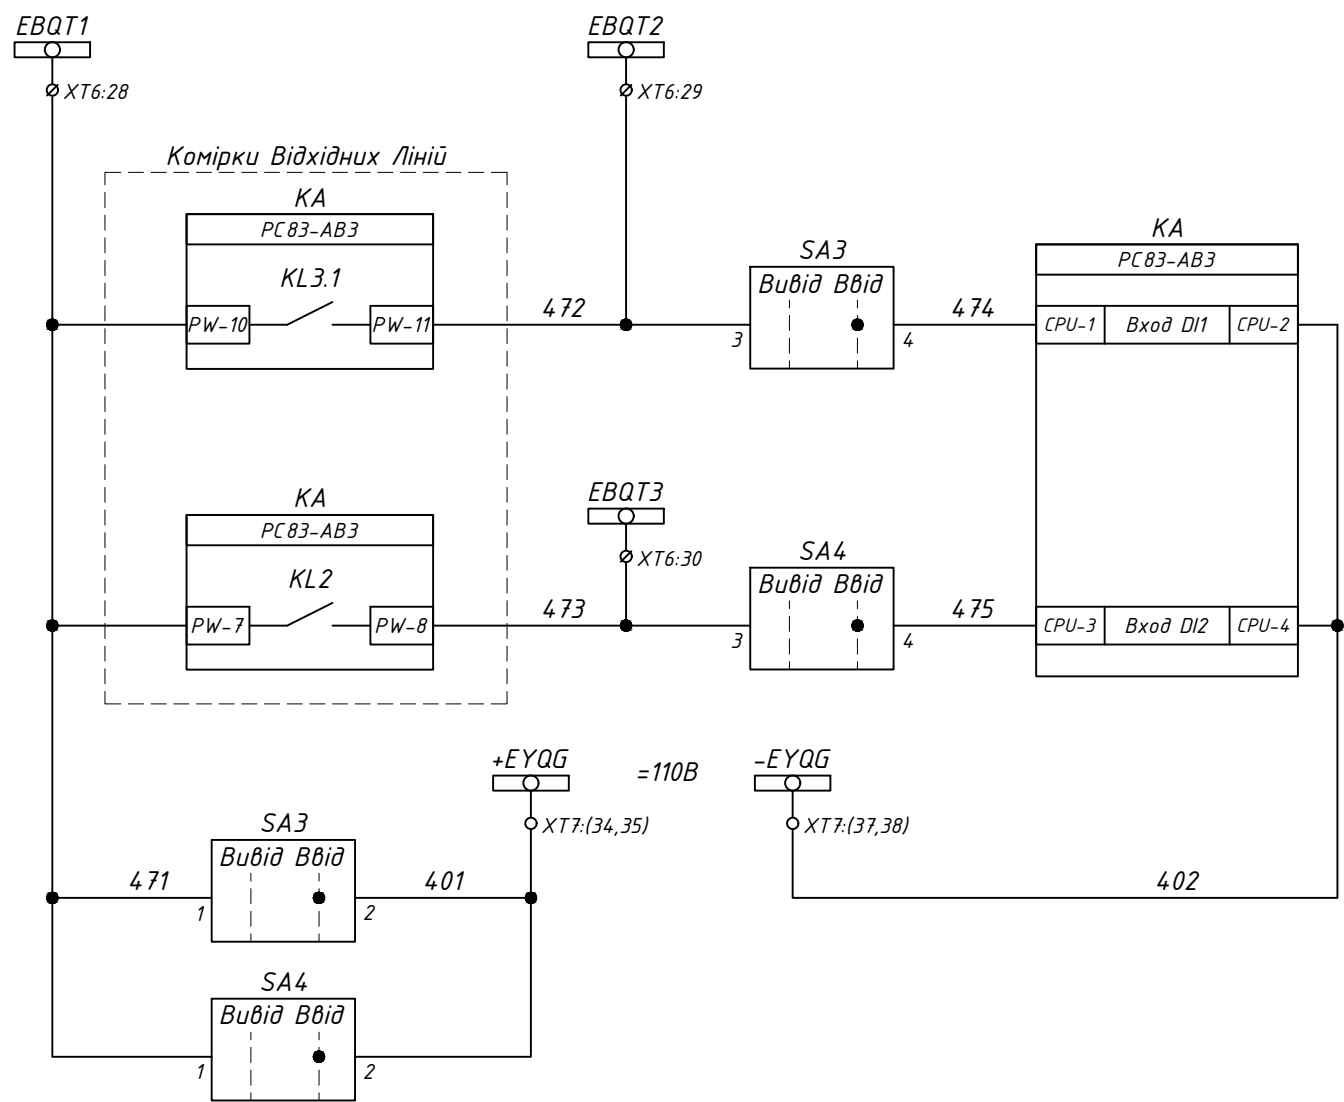 EBQT1
EBQT2
XT6:28
XT6:29
Комірки Відхідних Ліній
KA
PC83-AB3
KL3.1
PW-10
PW-11
472
SA3
Вивід Ввід
3
4
474
KA
PC83-AB3
CPU-1
Вход DI1
CPU-2
KA
PC83-AB3
KL2
PW-7
PW-8
473
EBQT3
XT6:30
SA4
Вивід Ввід
3
4
475
CPU-3
Вход DI2
CPU-4
+EYQG
=110В
-EYQG
XT7:(34,35)
XT7:(37,38)
SA3
Вивід Ввід
471
401
1
2
402
SA4
Вивід Ввід
1
2